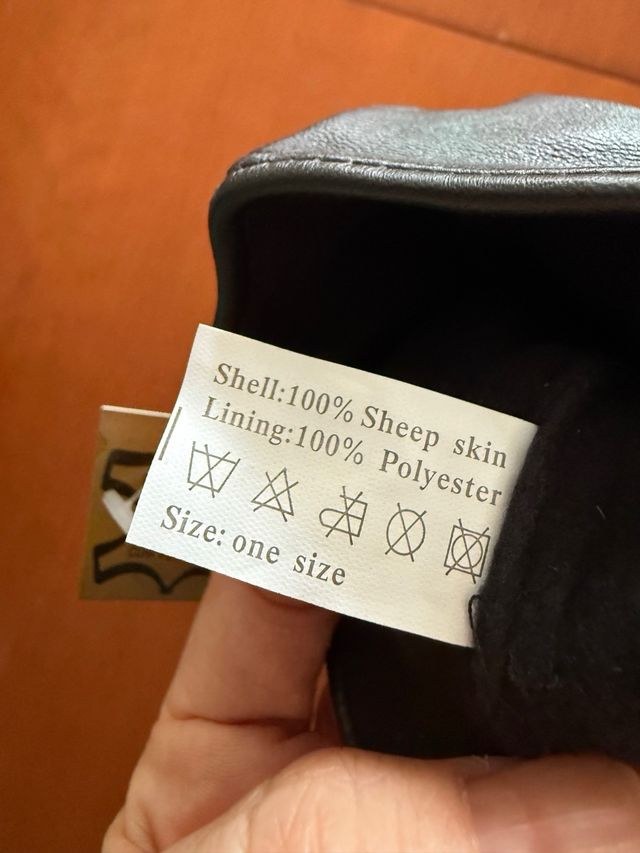 Shell:100% Sheep skin
Lining:100% Polyester
Size: one size